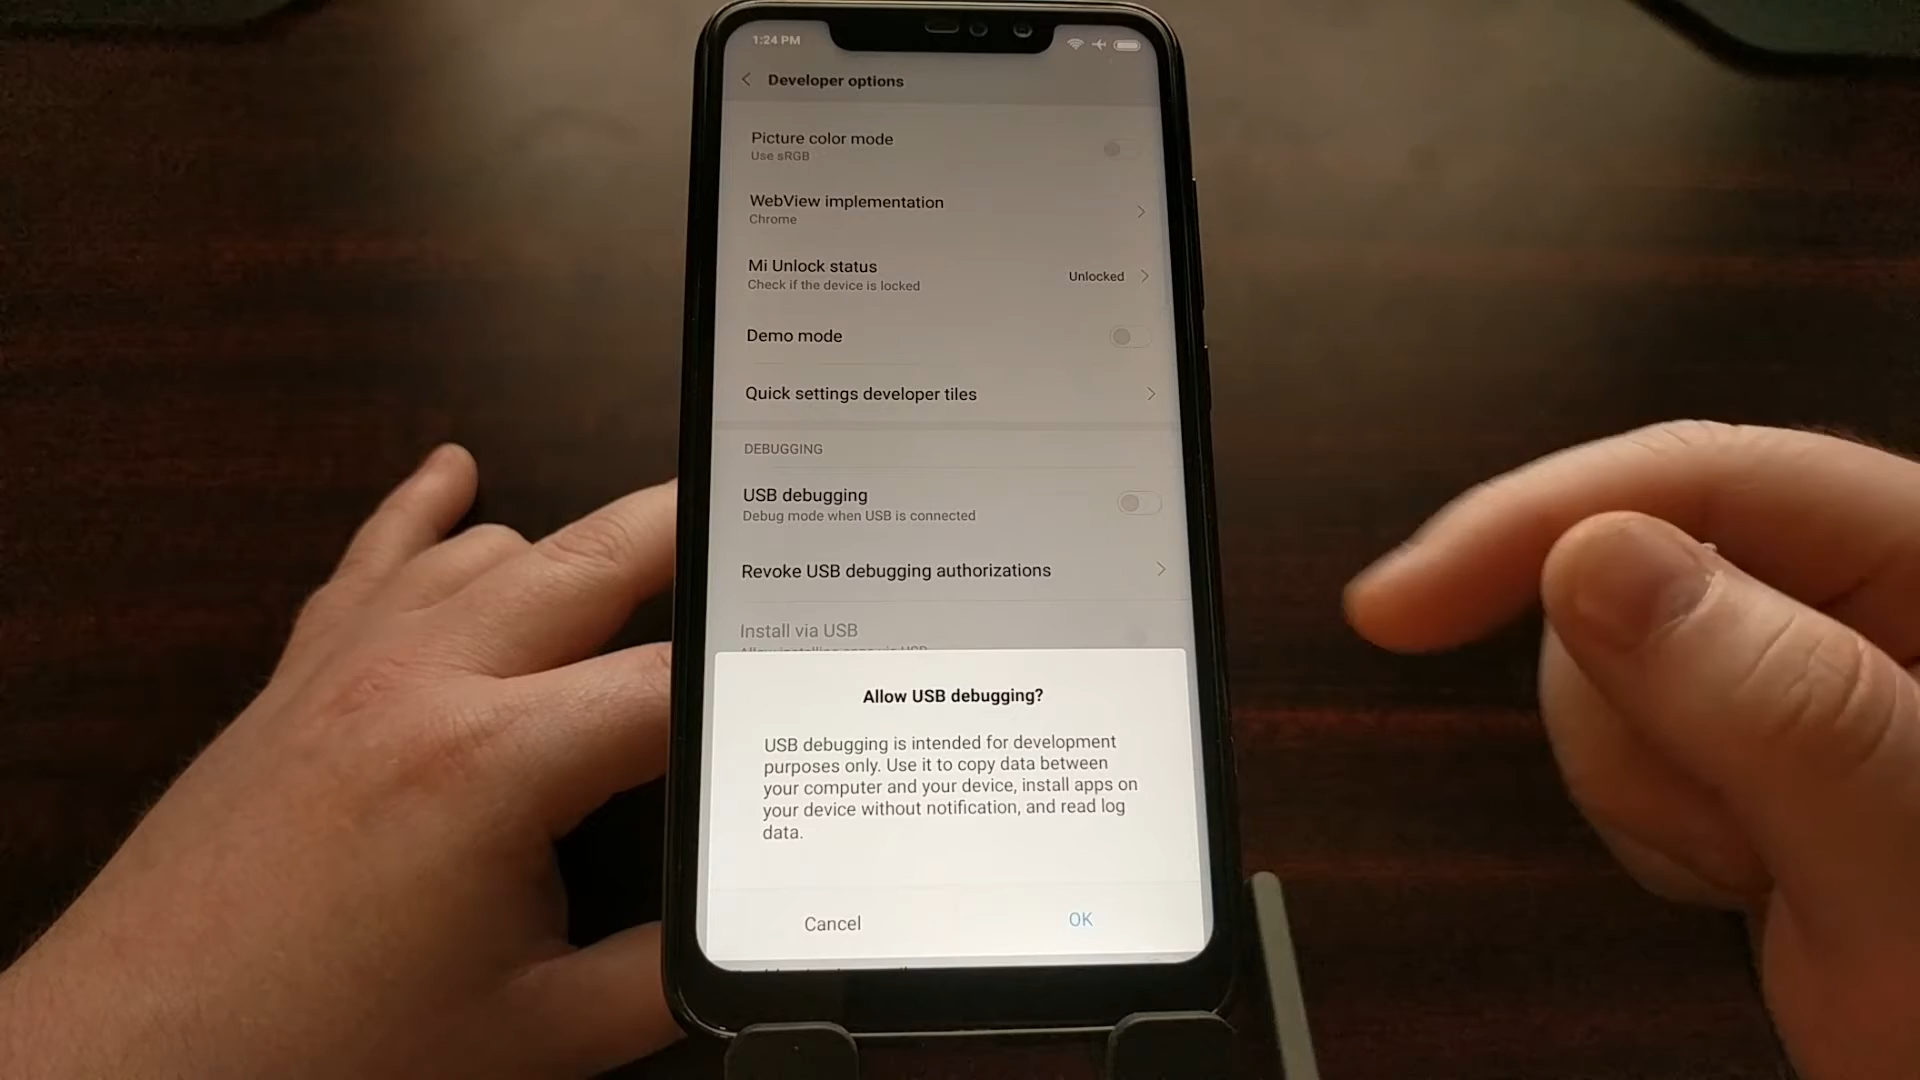 1:24 PM
Developer options
Picture color mode
Use sRGB
WebView implementation
Chrome
Mi Unlock status
Check if the device is locked
Unlocked
Demo mode
Quick settings developer tiles
DEBUGGING
USB debugging
Debug mode when USB is connected
Revoke USB debugging authorizations
Install via USB
Allow USB debugging?
USB debugging is intended for development
purposes only. Use it to copy data between
your computer and your device, install apps on
your device without notification, and read log
data.
Cancel
OK